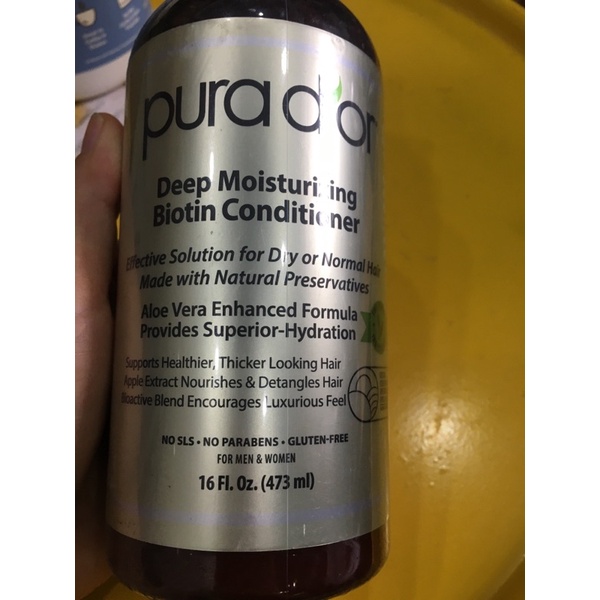 pura d'or
Deep Moisturizing
Biotin Conditioner
Effective Solution for Dry or Normal Hair
Made with Natural Preservatives
Aloe Vera Enhanced Formula
Provides Superior-Hydration
Supports Healthier, Thicker Looking Hair
Apple Extract Nourishes & Detangles Hair
Bioactive Blend Encourages Luxurious Feel
NO SLS • NO PARABENS • GLUTEN-FREE
FOR MEN & WOMEN
16 Fl. Oz. (473 ml)